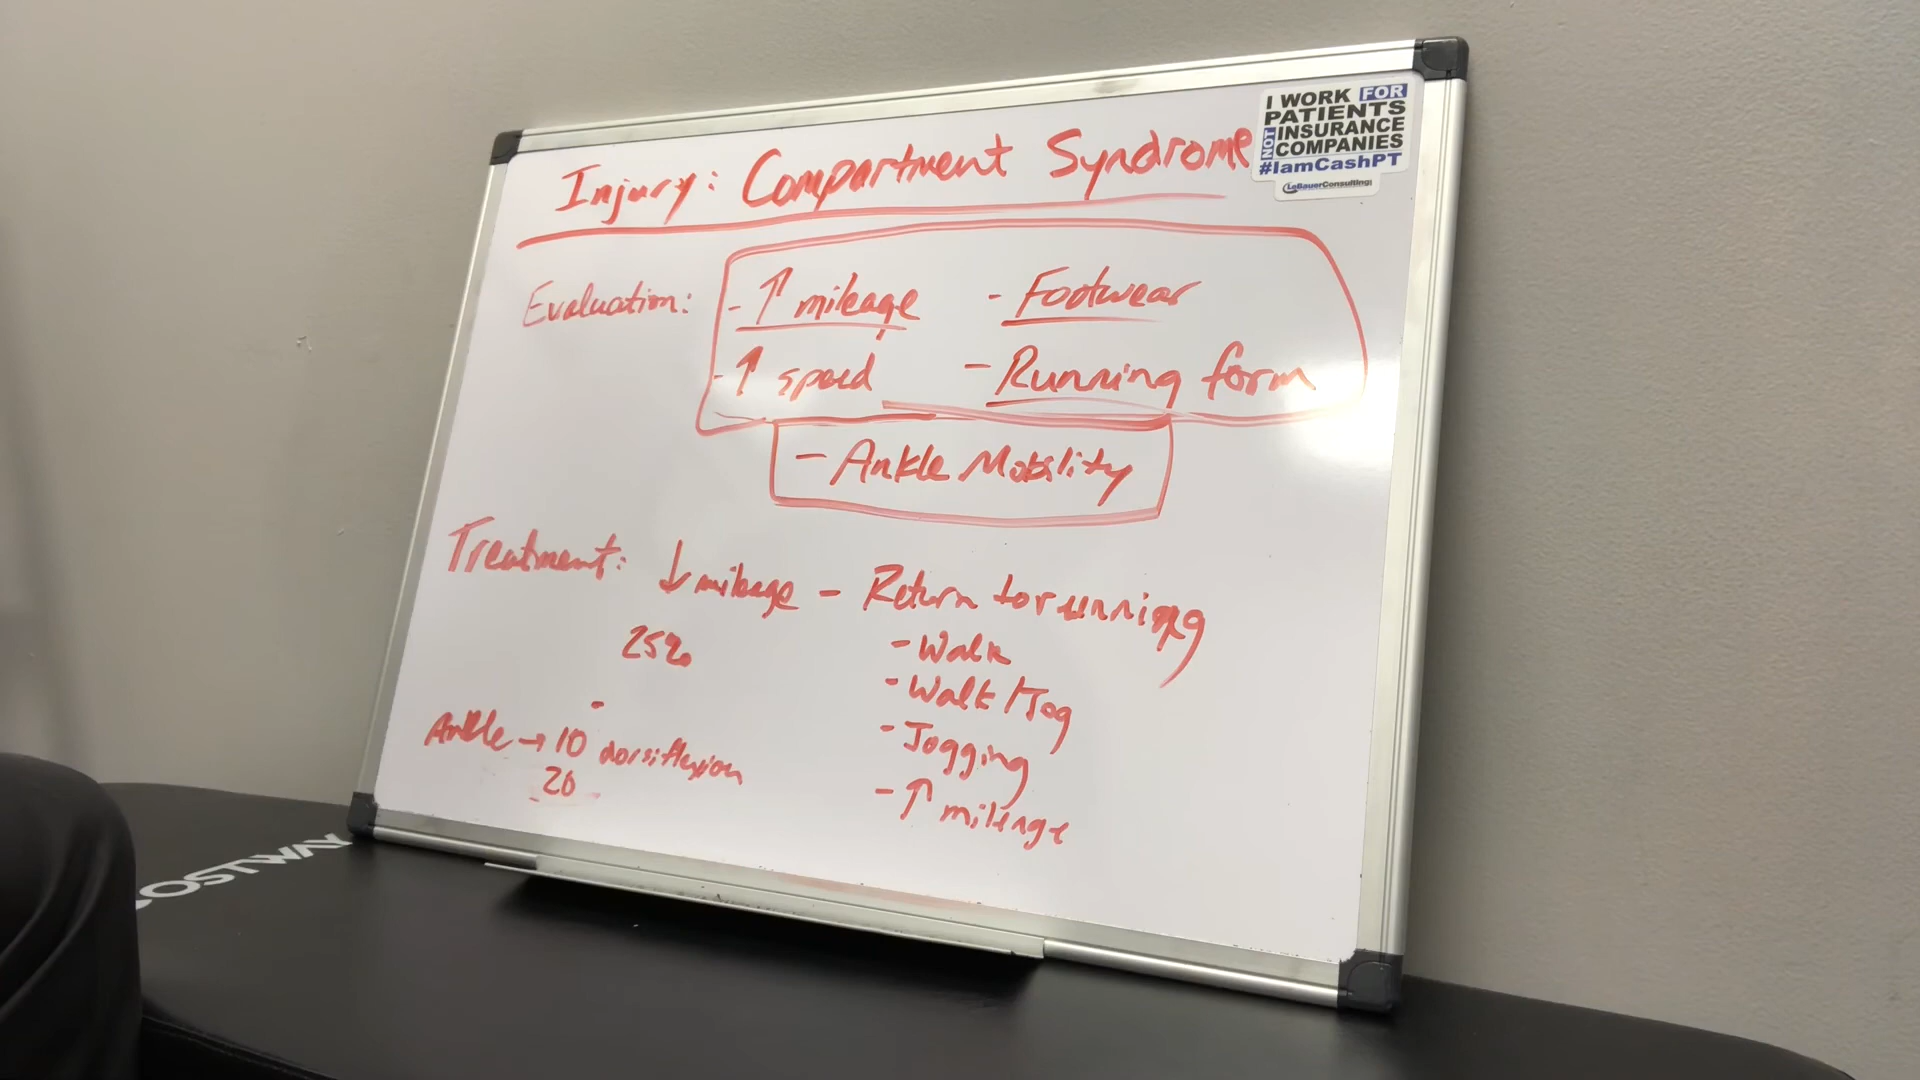 Injury: Compartment Syndrome
I WORK FOR
PATIENTS
NOT INSURANCE
COMPANIES
#IamCashPT
LeBauerConsulting
Evaluation: - ↑ mileage - Footwear
- ↑ speed - Running form
- Ankle Mobility
Treatment: ↓ mileage - Return to running
25%
- Walk
- Walk/Jog
Ankle → 10 dorsiflexion
20
- Jogging
- ↑ mileage
COSTWAY